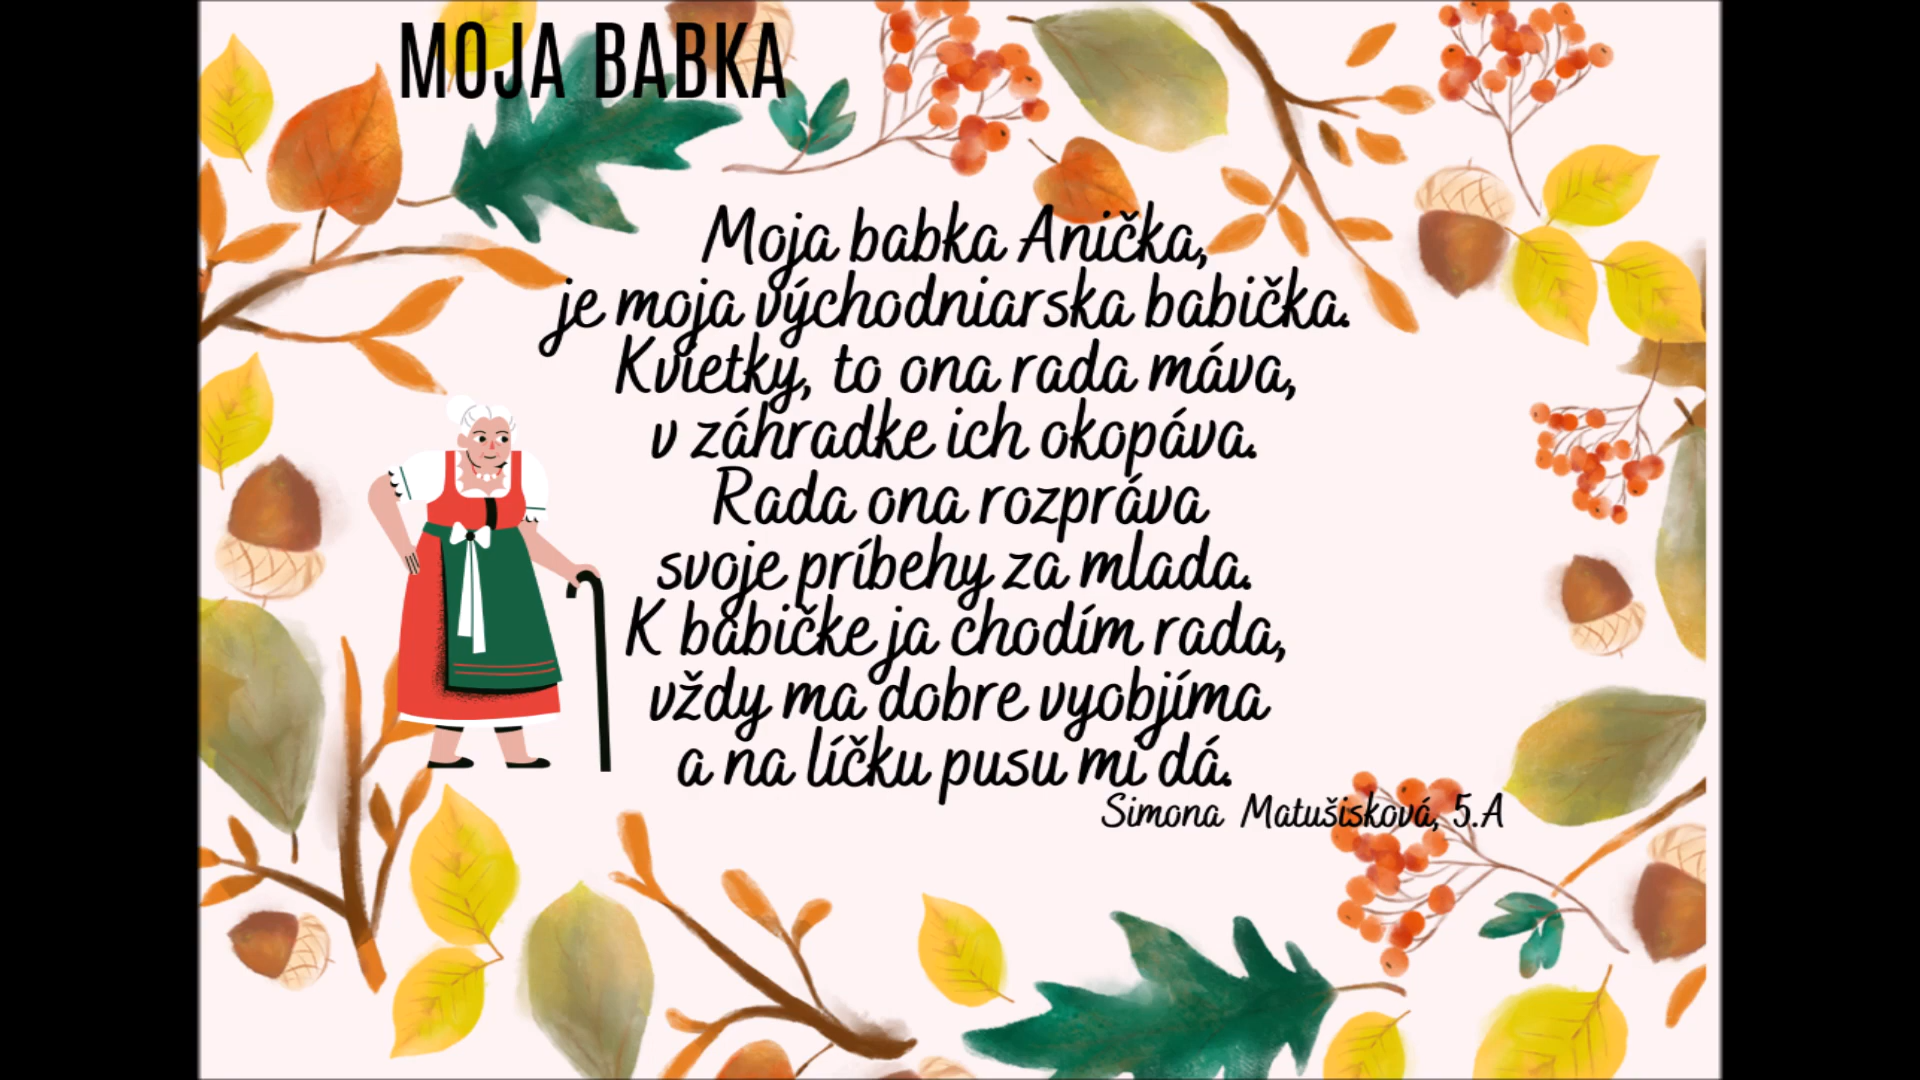 MOJA BABKA
Moja babka Anička,
je moja východniarska babička.
Kvietky, to ona rada máva,
v záhradke ich okopáva.
Rada ona rozpráva
svoje príbehy za mlada.
K babičke ja chodím rada,
vždy ma dobre vyobjíma
a na líčku pusu mi dá.
Simona Matušisková, 5.A